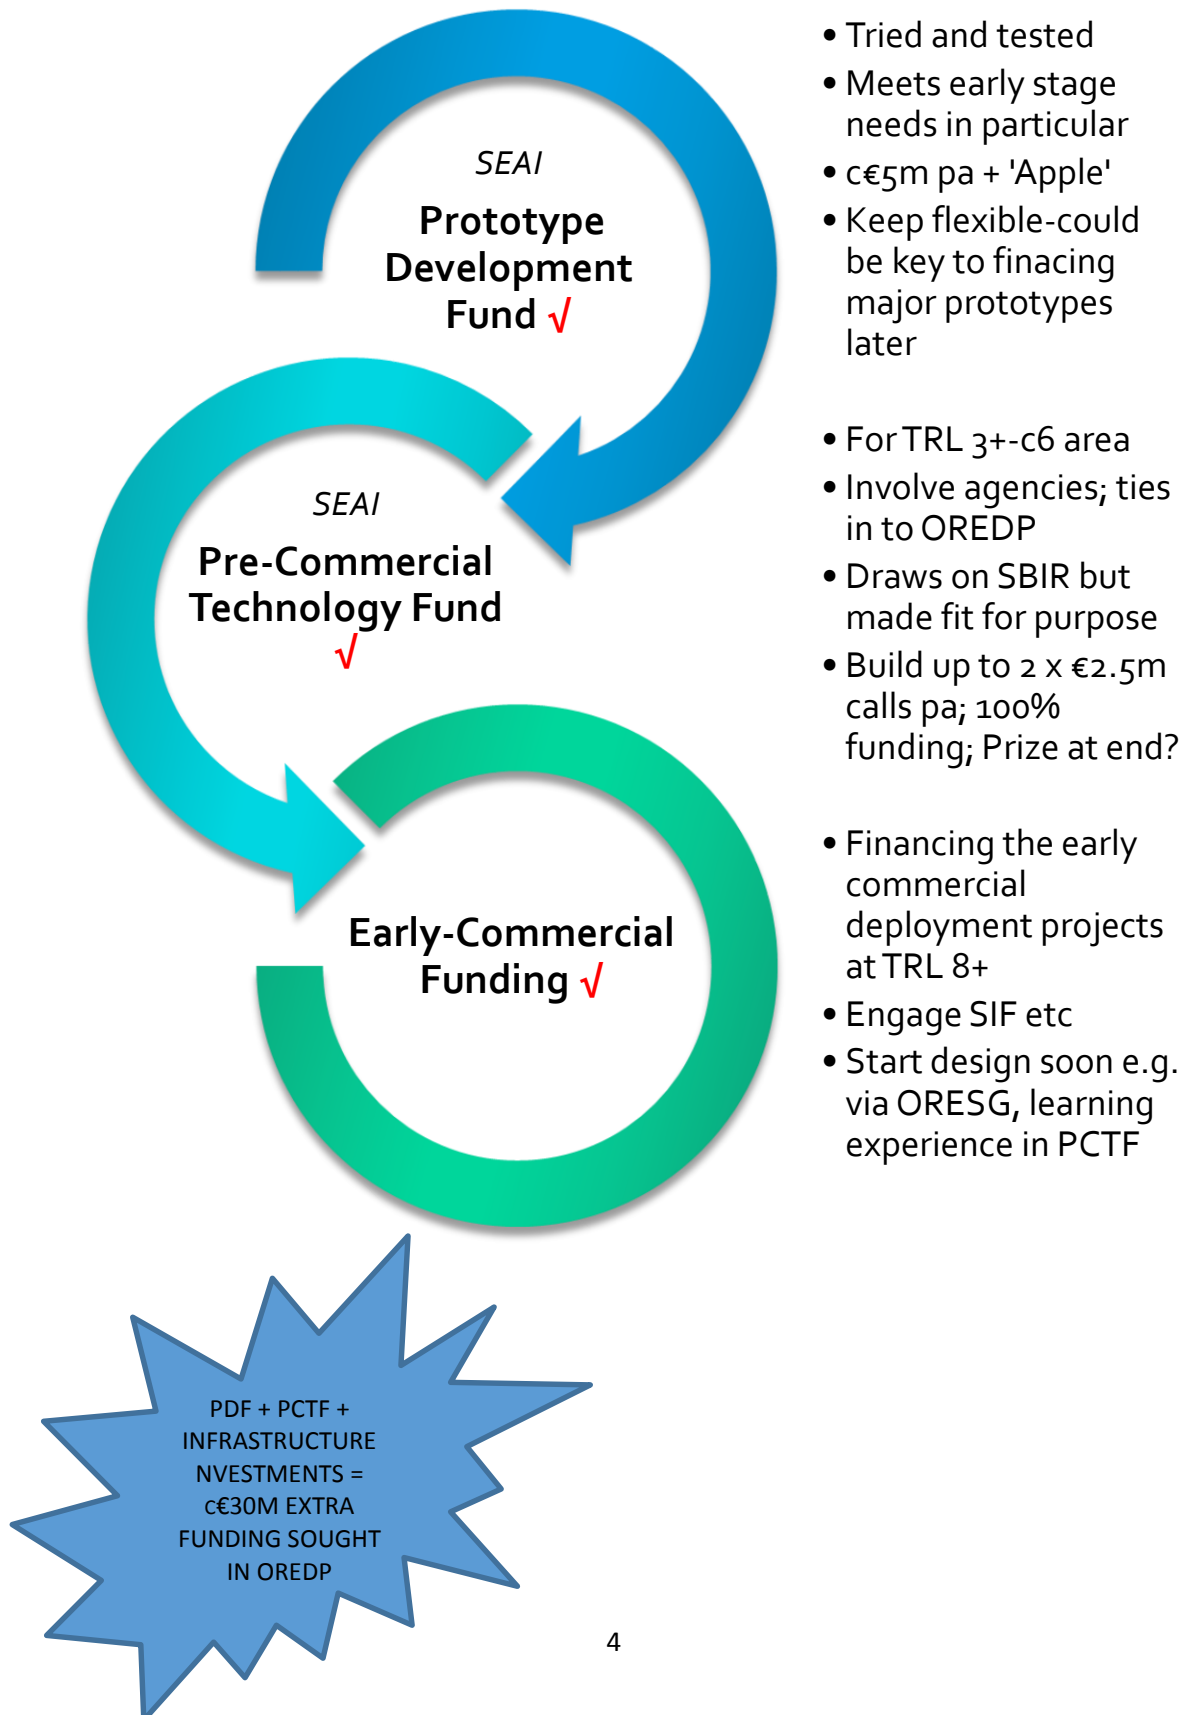 SEAI
Prototype
Development
Fund √
• Tried and tested
• Meets early stage
needs in particular
• c€5m pa + 'Apple'
• Keep flexible-could
be key to finacing
major prototypes
later
SEAI
Pre-Commercial
Technology Fund
√
• For TRL 3+-c6 area
• Involve agencies; ties
in to OREDP
• Draws on SBIR but
made fit for purpose
• Build up to 2 x €2.5m
calls pa; 100%
funding; Prize at end?
Early-Commercial
Funding √
• Financing the early
commercial
deployment projects
at TRL 8+
• Engage SIF etc
• Start design soon e.g.
via ORESG, learning
experience in PCTF
PDF + PCTF +
INFRASTRUCTURE
NVESTMENTS =
c€30M EXTRA
FUNDING SOUGHT
IN OREDP
4